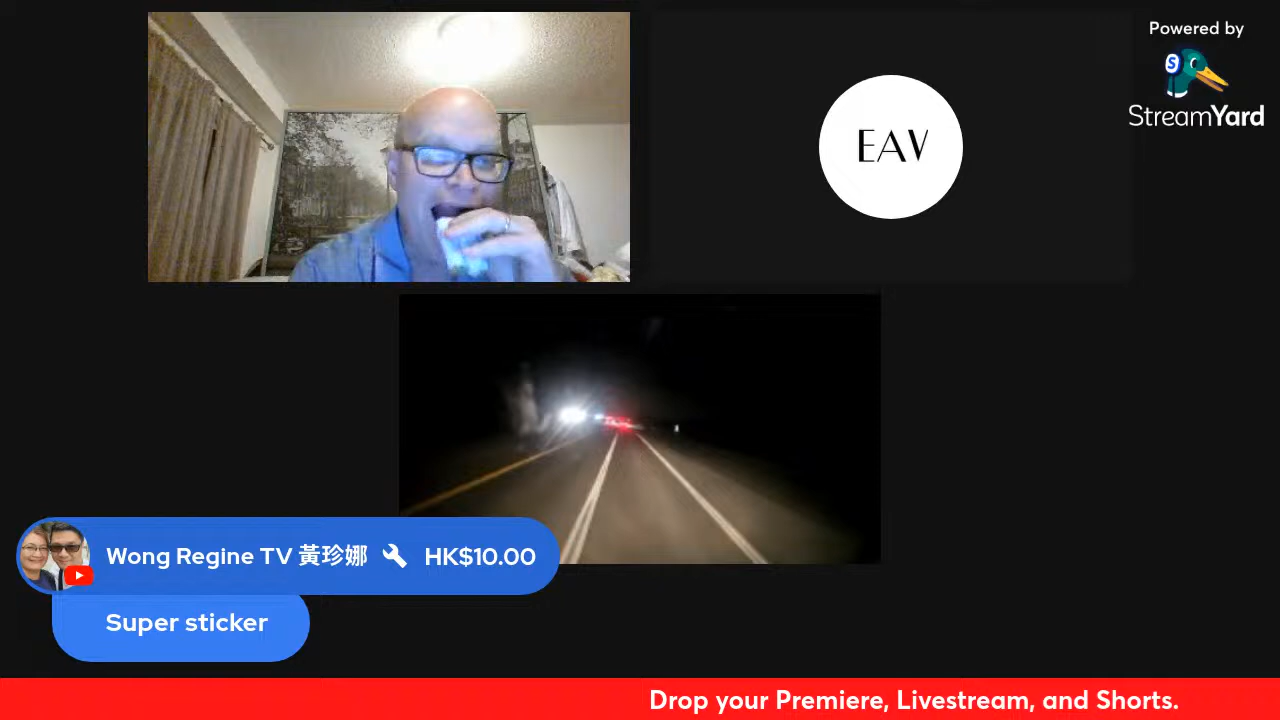 Powered by
S
StreamYard
EAV
Wong Regine TV 黃珍娜 HK$10.00
Super sticker
Drop your Premiere, Livestream, and Shorts.